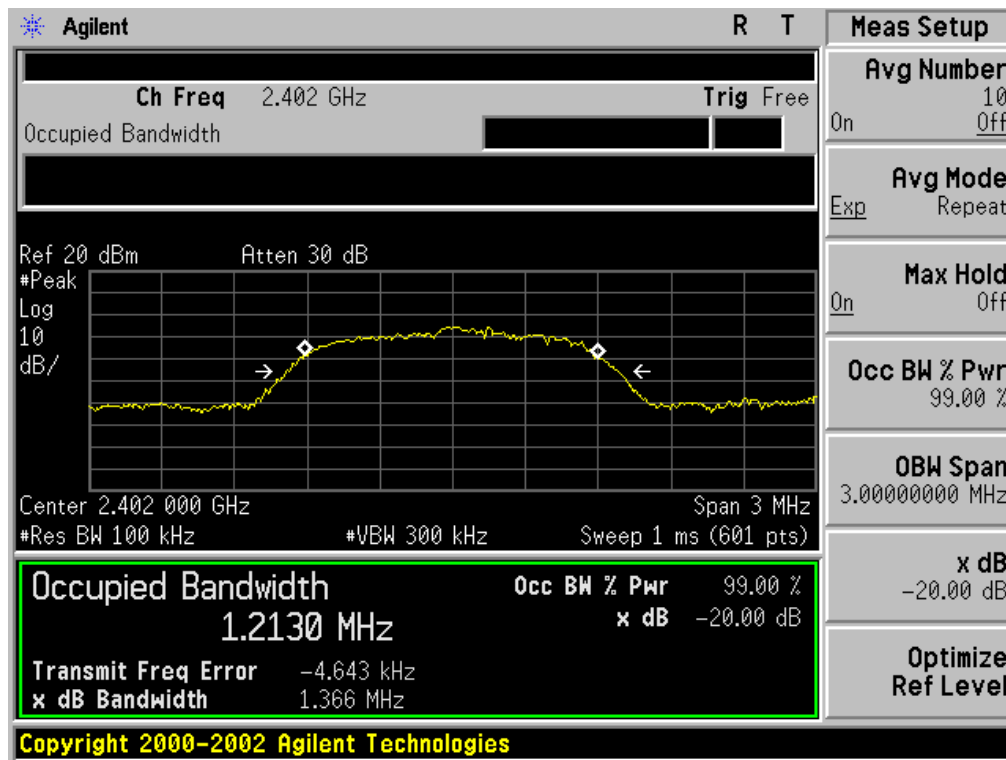 Agilent R T
Ch Freq 2.402 GHz Trig Free
Occupied Bandwidth
Ref 20 dBm Atten 30 dB
#Peak
Log
10
dB/
Center 2.402 000 GHz Span 3 MHz
#Res BW 100 kHz #VBW 300 kHz Sweep 1 ms (601 pts)
Occupied Bandwidth Occ BW % Pwr 99.00 %
1.2130 MHz x dB -20.00 dB
Transmit Freq Error -4.643 kHz
x dB Bandwidth 1.366 MHz
Copyright 2000-2002 Agilent Technologies
Meas Setup
Avg Number
10
On Off
Avg Mode
Exp Repeat
Max Hold
On Off
Occ BW % Pwr
99.00 %
OBW Span
3.00000000 MHz
x dB
-20.00 dB
Optimize
Ref Level